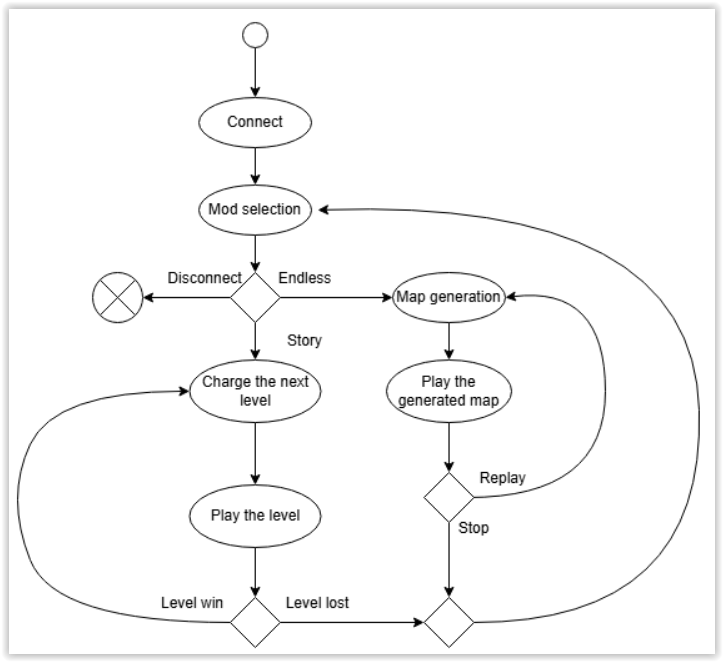 Connect
Mod selection
Disconnect
Endless
Map generation
Story
Charge the next
level
Play the
generated map
Replay
Play the level
Stop
Level win
Level lost